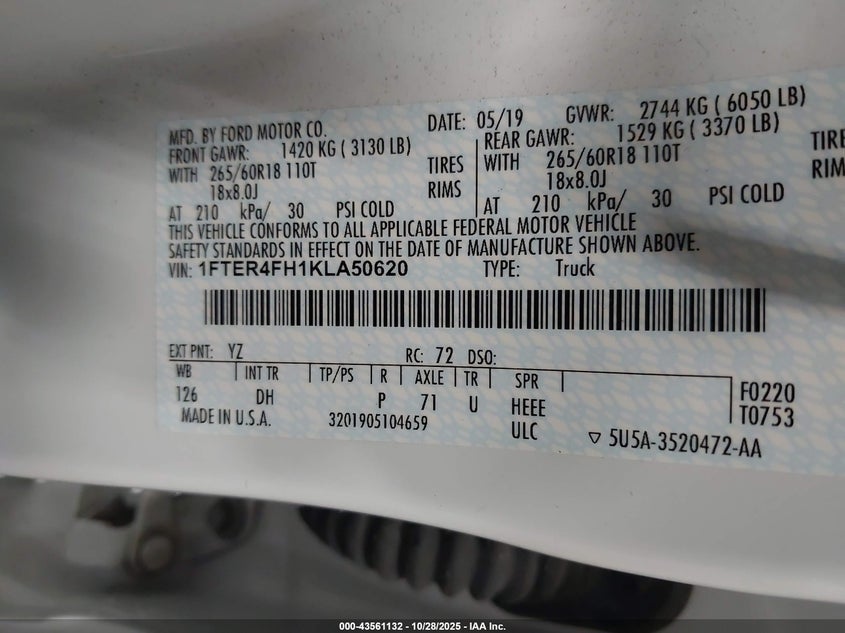 MFD. BY FORD MOTOR CO. DATE: 05/19 GVWR: 2744 KG ( 6050 LB)
FRONT GAWR: 1420 KG ( 3130 LB) REAR GAWR: 1529 KG ( 3370 LB)
WITH 265/60R18 110T TIRES WITH 265/60R18 110T TIRE
18x8.0J RIMS 18x8.0J RIM
AT 210 kPa/ 30 PSI COLD AT 210 kPa/ 30 PSI COLD
THIS VEHICLE CONFORMS TO ALL APPLICABLE FEDERAL MOTOR VEHICLE
SAFETY STANDARDS IN EFFECT ON THE DATE OF MANUFACTURE SHOWN ABOVE.
VIN: 1FTER4FH1KLA50620 TYPE: Truck
EXT PNT: YZ RC: 72 DSO:
WB INT TR TP/PS R AXLE TR SPR F0220
126 DH P 71 U HEEE T0753
MADE IN U.S.A. 3201905104659 ULC ▽ 5U5A-3520472-AA
000-43561132 - 10/28/2025 - IAA Inc.